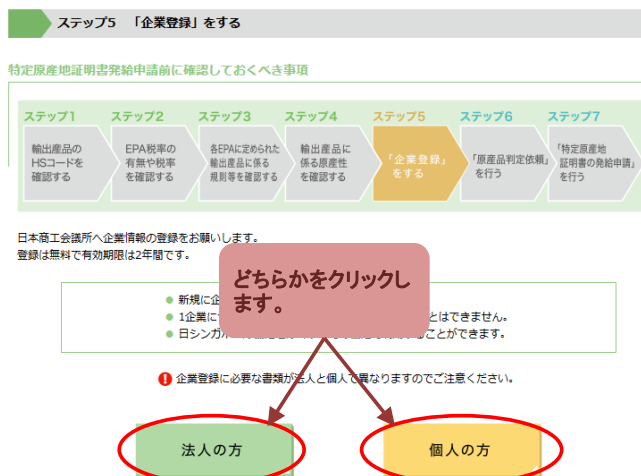 ステップ5 「企業登録」をする
特定原産地証明書発給申請前に確認しておくべき事項
ステップ1
輸出産品の
HSコードを
確認する
ステップ2
EPA税率の
有無や税率
を確認する
ステップ3
各EPAに定められた
輸出産品に係る
規則等を確認する
ステップ4
輸出産品に
係る原産性
を確認する
ステップ5
「企業登録」
をする
ステップ6
「原産品判定依頼」
を行う
ステップ7
「特定原産地
証明書の発給申請」
を行う
日本商工会議所へ企業情報の登録をお願いします。
登録は無料で有効期限は2年間です。
どちらかをクリックし
ます。
新規に企
1企業に とはできません。
日シンガ ことができます。
企業登録に必要な書類が法人と個人で異なりますのでご注意ください。
法人の方 個人の方